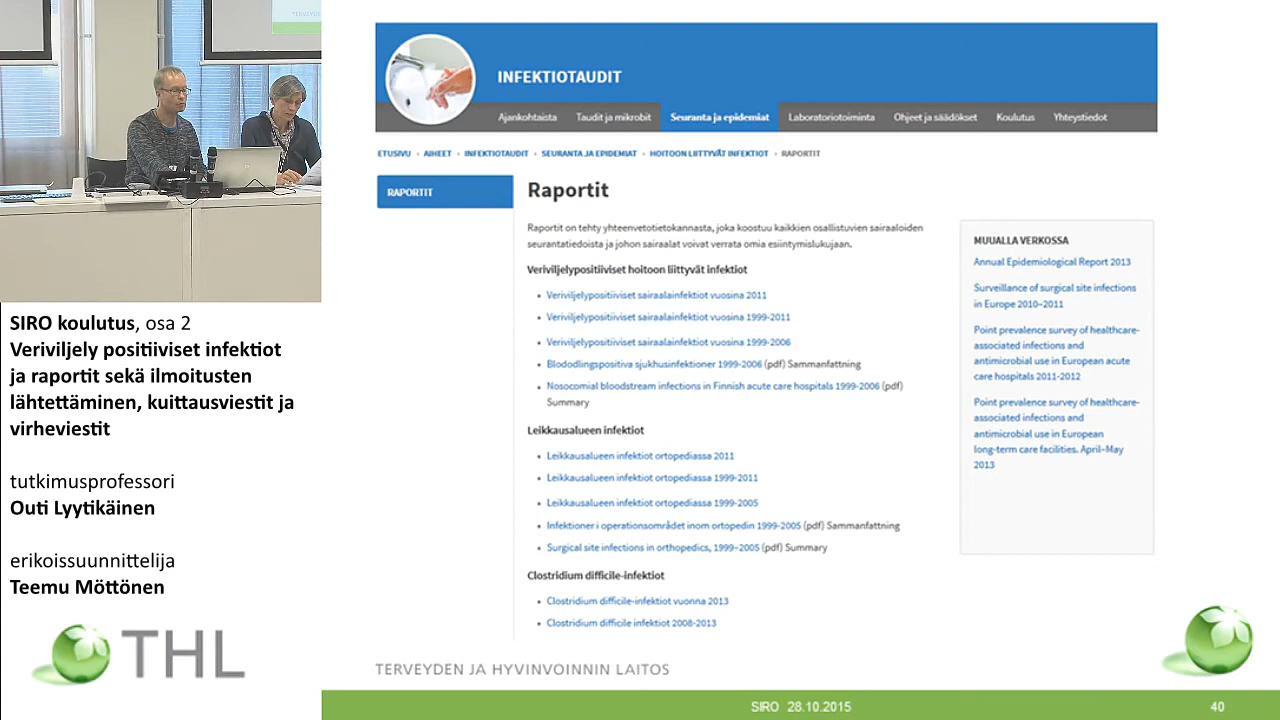 SIRO koulutus, osa 2
Veriviljely positiiviset infektiot
ja raportit sekä ilmoitusten
lähtettäminen, kuittausviestit ja
virheviestit
tutkimusprofessori
Outi Lyytikäinen
erikoissuunnittelija
Teemu Möttönen
THL
INFEKTIOTAUDIT
Ajankohtaista Taudit ja mikrobit Seuranta ja epidemiat Laboratoriotoiminta Ohjeet ja säädökset Koulutus Yhteystiedot
ETUSIVU › AIHEET › INFEKTIOTAUDIT › SEURANTA JA EPIDEMIAT › HOITOON LIITTYVÄT INFEKTIOT › RAPORTIT
RAPORTIT
Raportit
Raportit on tehty yhteenvetotietokannasta, joka koostuu kaikkien osallistuvien sairaaloiden
seurantatiedoista ja johon sairaalat voivat verrata omia esiintymislukujaan.
Veriviljelypositiiviset hoitoon liittyvät infektiot
• Veriviljelypositiiviset sairaalainfektiot vuosina 2011
• Veriviljelypositiiviset sairaalainfektiot vuosina 1999-2011
• Veriviljelypositiiviset sairaalainfektiot vuosina 1999-2006
• Blododlingspositiva sjukhusinfektioner 1999-2006 (pdf) Sammanfattning
• Nosocomial bloodstream infections in Finnish acute care hospitals 1999-2006 (pdf)
Summary
Leikkausalueen infektiot
• Leikkausalueen infektiot ortopediassa 2011
• Leikkausalueen infektiot ortopediassa 1999-2011
• Leikkausalueen infektiot ortopediassa 1999-2005
• Infektioner i operationsområdet inom ortopedin 1999-2005 (pdf) Sammanfattning
• Surgical site infections in orthopedics, 1999–2005 (pdf) Summary
Clostridium difficile-infektiot
• Clostridium difficile-infektiot vuonna 2013
• Clostridium difficile infektiot 2008-2013
MUUALLA VERKOSSA
Annual Epidemiological Report 2013
Surveillance of surgical site infections
in Europe 2010–2011
Point prevalence survey of healthcare-
associated infections and
antimicrobial use in European acute
care hospitals 2011-2012
Point prevalence survey of healthcare-
associated infections and
antimicrobial use in European
long-term care facilities. April–May
2013
TERVEYDEN JA HYVINVOINNIN LAITOS
SIRO 28.10.2015
40